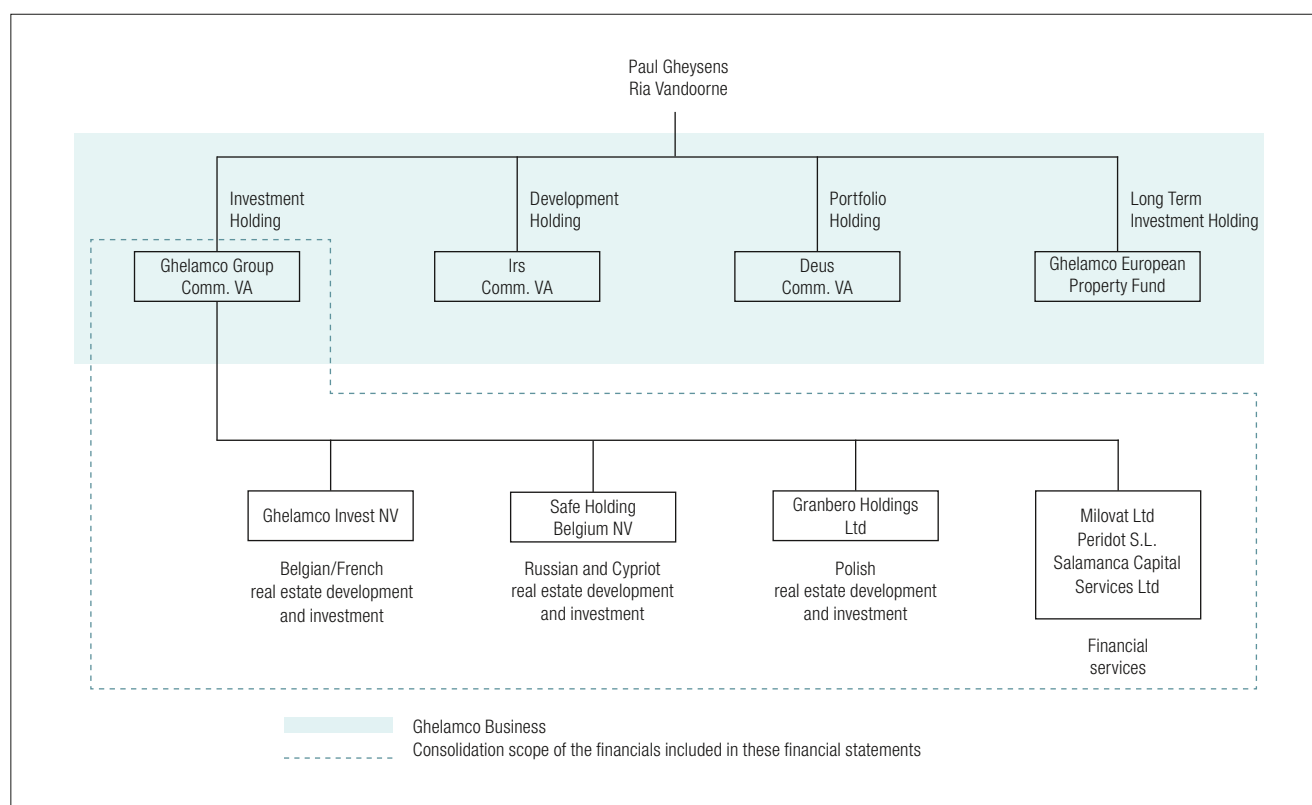 Paul Gheysens
Ria Vandoorne
Investment
Holding
Development
Holding
Portfolio
Holding
Long Term
Investment Holding
Ghelamco Group
Comm. VA
Irs
Comm. VA
Deus
Comm. VA
Ghelamco European
Property Fund
Ghelamco Invest NV
Belgian/French
real estate development
and investment
Safe Holding
Belgium NV
Russian and Cypriot
real estate development
and investment
Granbero Holdings
Ltd
Polish
real estate development
and investment
Milovat Ltd
Peridot S.L.
Salamanca Capital
Services Ltd
Financial
services
Ghelamco Business
Consolidation scope of the financials included in these financial statements